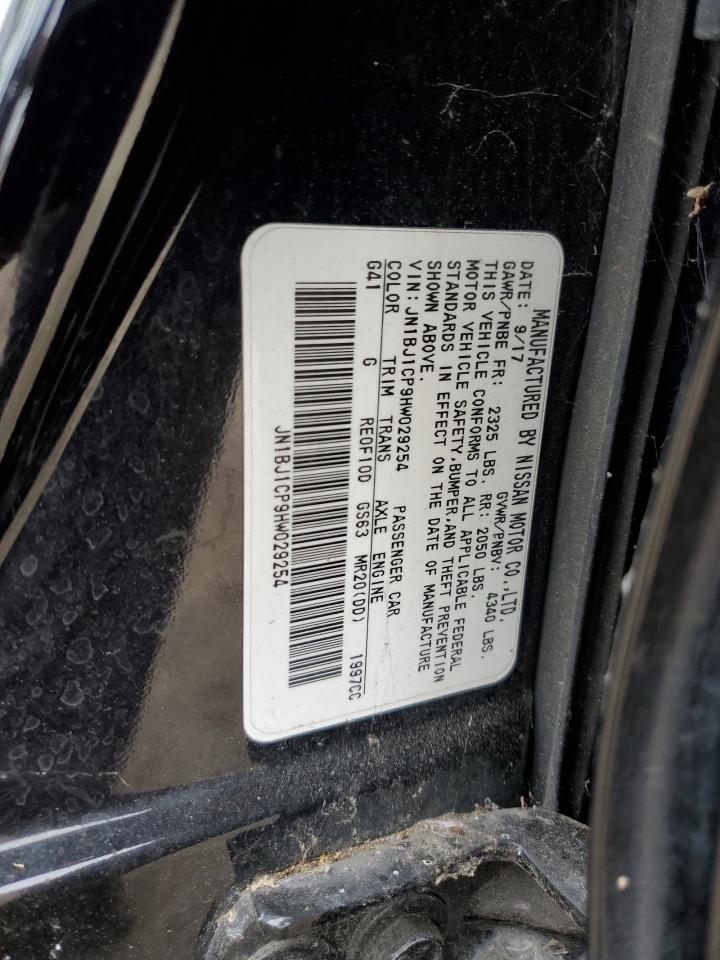 MANUFACTURED BY NISSAN MOTOR CO.,LTD.
DATE: 9/17 GVWR/PNBV: 4340 LBS.
GAWR/PNBE FR: 2325 LBS. RR: 2050 LBS.
THIS VEHICLE CONFORMS TO ALL APPLICABLE FEDERAL
MOTOR VEHICLE SAFETY,BUMPER,AND THEFT PREVENTION
STANDARDS IN EFFECT ON THE DATE OF MANUFACTURE
SHOWN ABOVE.
VIN: JN1BJ1CP9HW029254 PASSENGER CAR
COLOR TRIM TRANS AXLE ENGINE
G41 G RE0F10D GS63 MR20(DD) 1997CC
JN1BJ1CP9HW029254